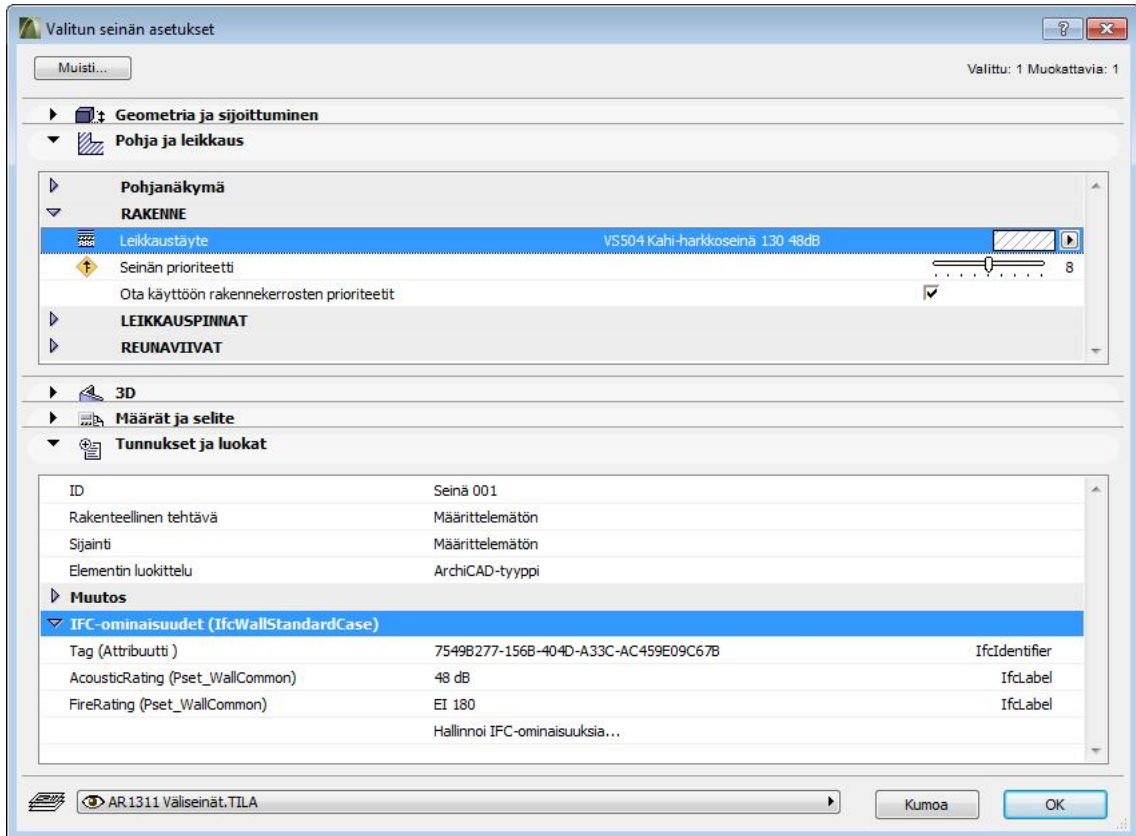 Valitun seinän asetukset
Muisti...
Valittu: 1 Muokattavia: 1
Geometria ja sijoittuminen
Pohja ja leikkaus
Pohjanäkymä
RAKENNE
Leikkaustäyte VS504 Kahi-harkkoseinä 130 48dB
Seinän prioriteetti 8
Ota käyttöön rakennekerrosten prioriteetit
LEIKKAUSPINNAT
REUNAVIIVAT
3D
Määrät ja selite
Tunnukset ja luokat
ID Seinä 001
Rakenteellinen tehtävä Määrittelemätön
Sijainti Määrittelemätön
Elementin luokittelu ArchiCAD-tyyppi
Muutos
IFC-ominaisuudet (IfcWallStandardCase)
Tag (Attribuutti ) 7549B277-156B-404D-A33C-AC459E09C67B IfcIdentifier
AcousticRating (Pset_WallCommon) 48 dB IfcLabel
FireRating (Pset_WallCommon) EI 180 IfcLabel
Hallinnoi IFC-ominaisuuksia...
AR1311 Väliseinät.TILA
Kumoa
OK